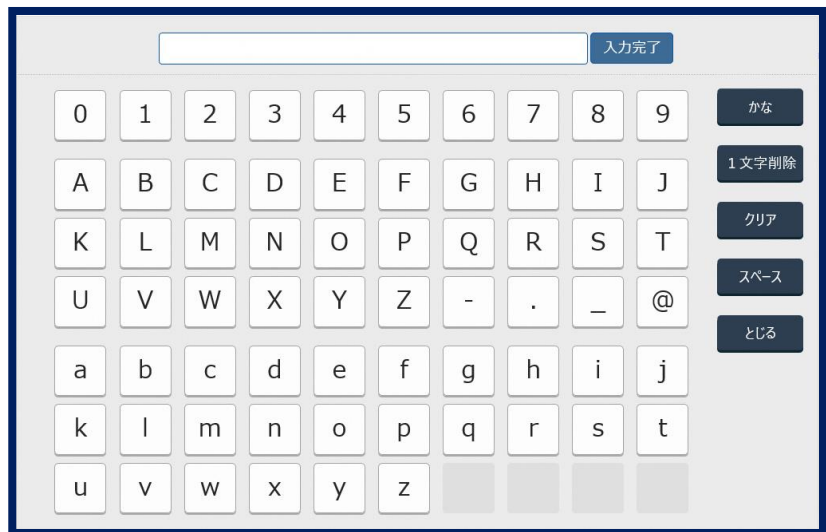 入力完了
0 1 2 3 4 5 6 7 8 9 かな
A B C D E F G H I J 1文字削除
K L M N O P Q R S T クリア
U V W X Y Z - . _ @ スペース
a b c d e f g h i j とじる
k l m n o p q r s t
u v w x y z